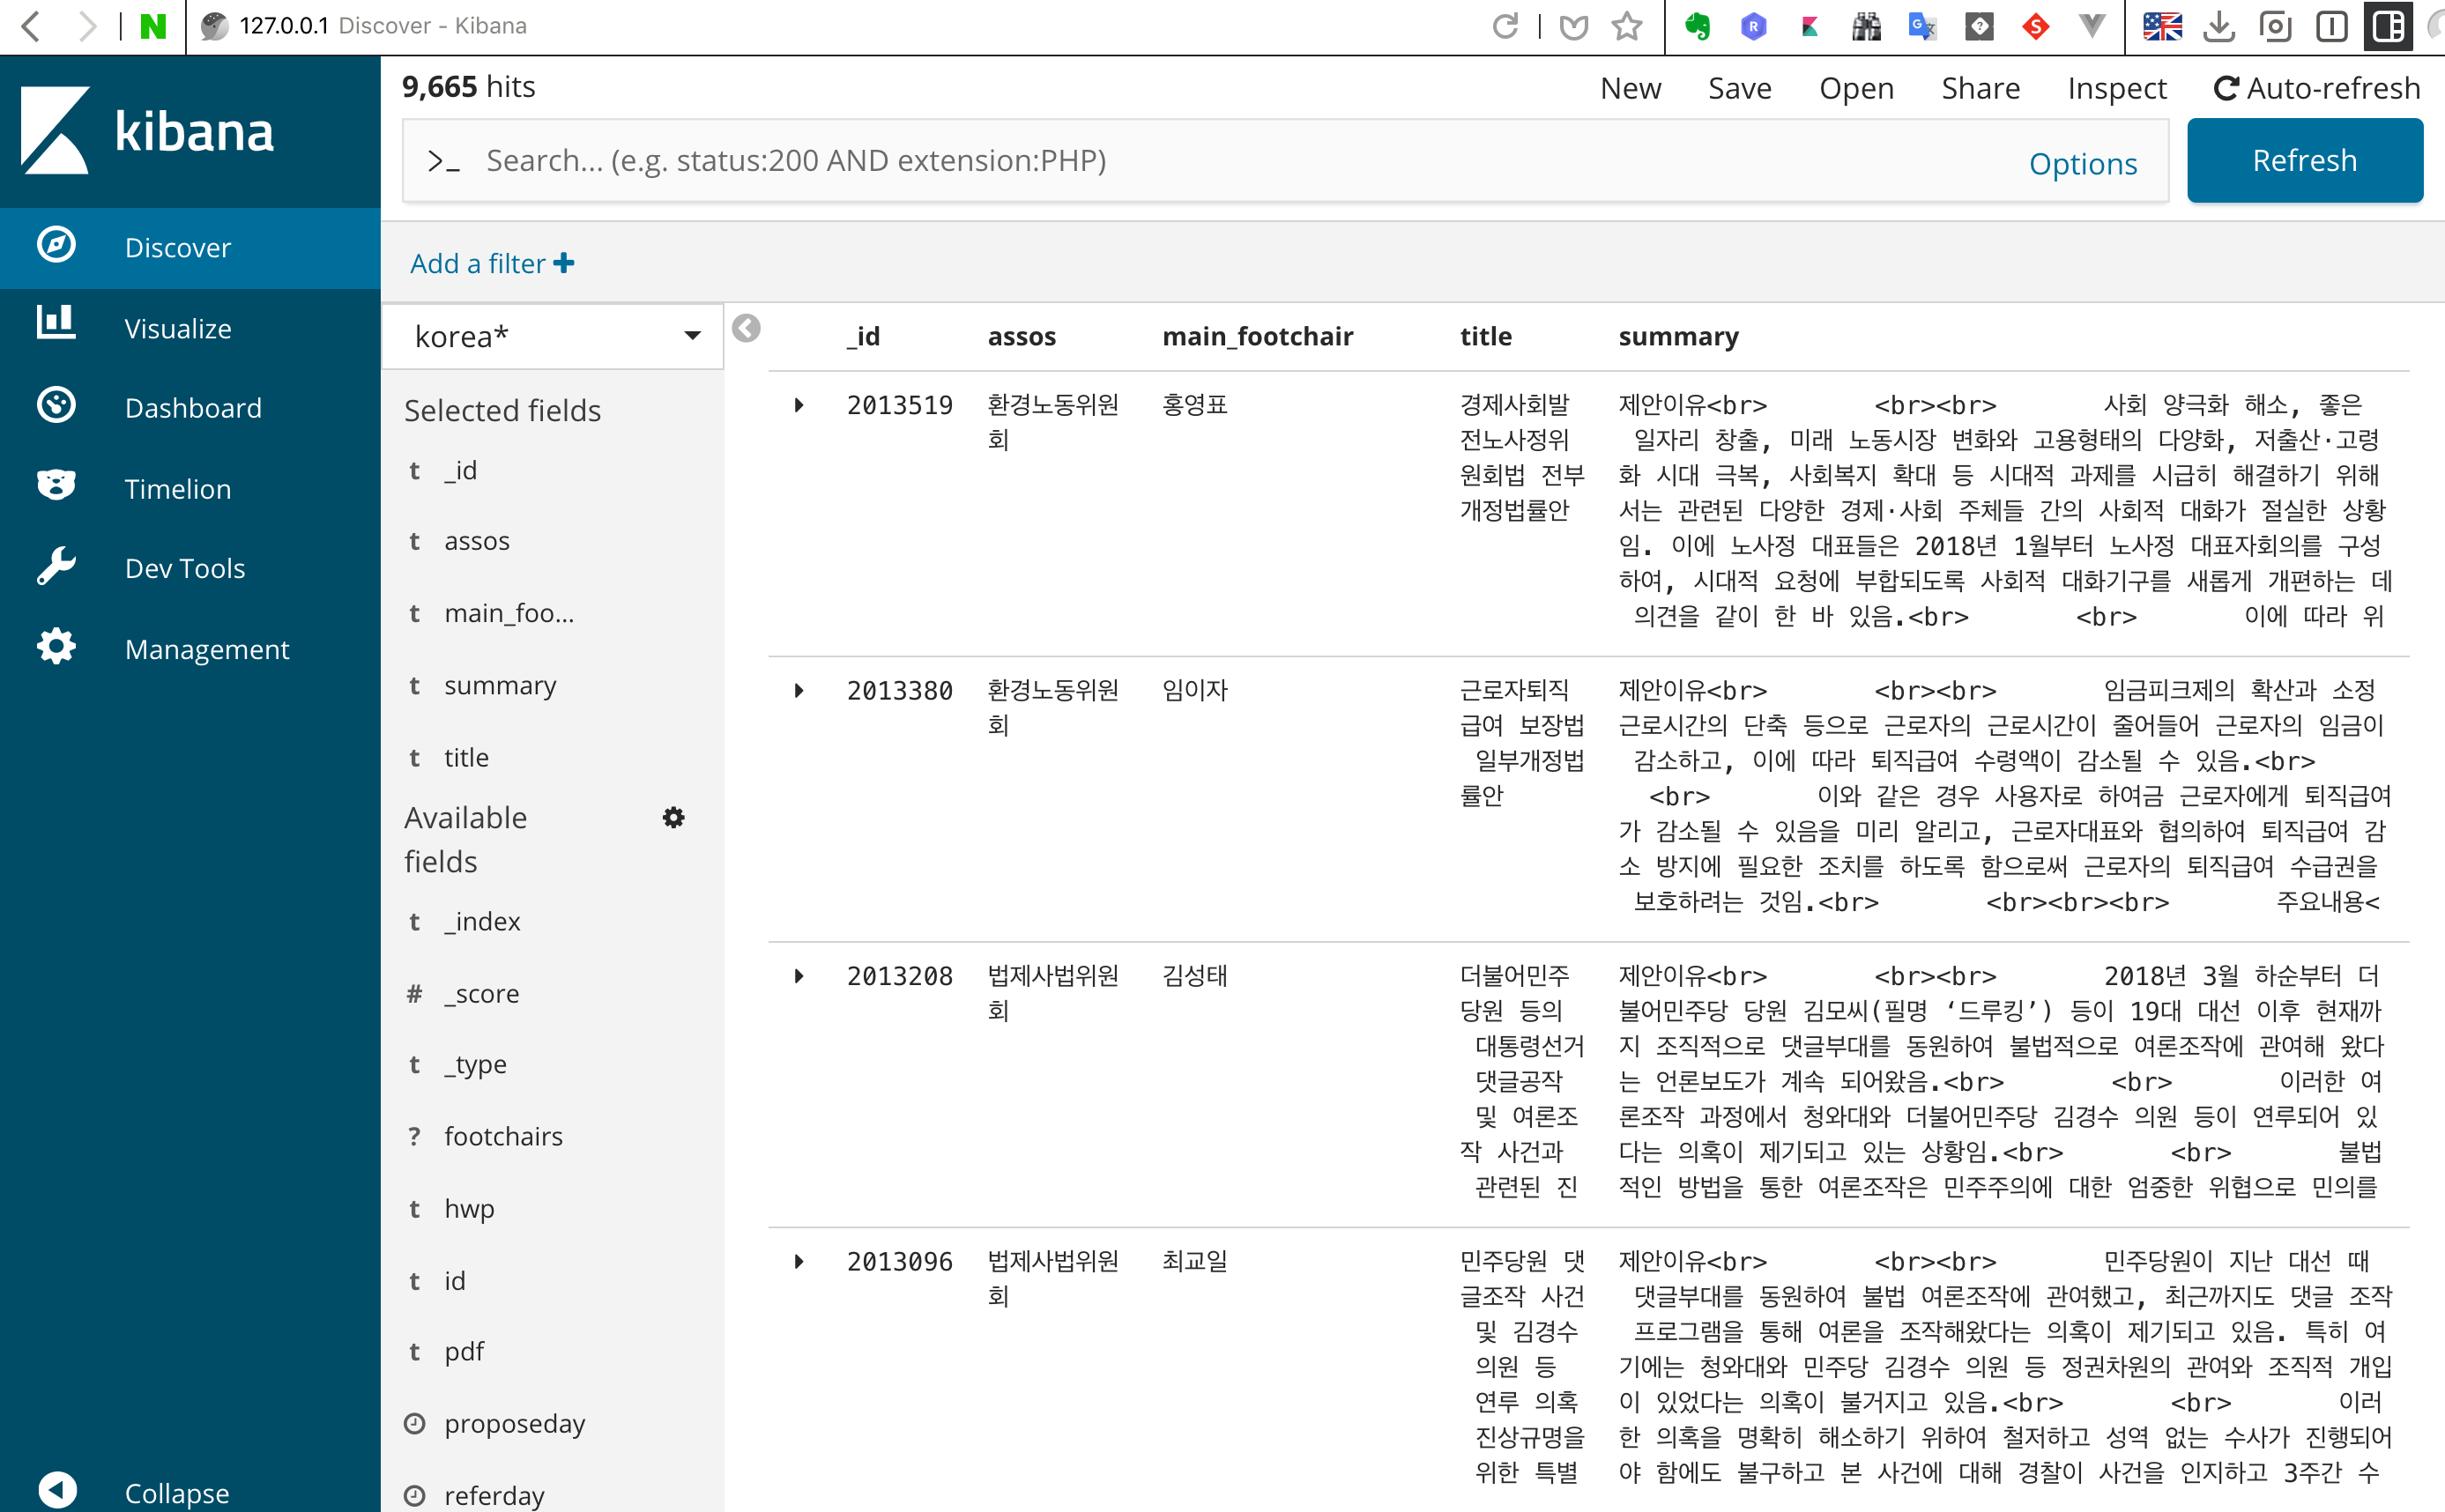 127.0.0.1 Discover - Kibana
kibana
Discover
Visualize
Dashboard
Timelion
Dev Tools
Management
Collapse
9,665 hits
New Save Open Share Inspect Auto-refresh
>_ Search... (e.g. status:200 AND extension:PHP) Options Refresh
Add a filter
korea*
Selected fields
t _id
t assos
t main_foo...
t summary
t title
Available
fields
t _index
# _score
t _type
? footchairs
t hwp
t id
t pdf
proposeday
referday
_id assos main_footchair title summary
2013519
환경노동위원
회
홍영표
경제사회발
전노사정위
원회법 전부
개정법률안
제안이유<br> <br><br> 사회 양극화 해소, 좋은
일자리 창출, 미래 노동시장 변화와 고용형태의 다양화, 저출산·고령
화 시대 극복, 사회복지 확대 등 시대적 과제를 시급히 해결하기 위해
서는 관련된 다양한 경제·사회 주체들 간의 사회적 대화가 절실한 상황
임. 이에 노사정 대표들은 2018년 1월부터 노사정 대표자회의를 구성
하여, 시대적 요청에 부합되도록 사회적 대화기구를 새롭게 개편하는 데
의견을 같이 한 바 있음.<br> <br> 이에 따라 위
2013380
환경노동위원
회
임이자
근로자퇴직
급여 보장법
일부개정법
률안
제안이유<br> <br><br> 임금피크제의 확산과 소정
근로시간의 단축 등으로 근로자의 근로시간이 줄어들어 근로자의 임금이
감소하고, 이에 따라 퇴직급여 수령액이 감소될 수 있음.<br>
<br> 이와 같은 경우 사용자로 하여금 근로자에게 퇴직급여
가 감소될 수 있음을 미리 알리고, 근로자대표와 협의하여 퇴직급여 감
소 방지에 필요한 조치를 하도록 함으로써 근로자의 퇴직급여 수급권을
보호하려는 것임.<br> <br><br><br> 주요내용<
2013208
법제사법위원
회
김성태
더불어민주
당원 등의
대통령선거
댓글공작
및 여론조
작 사건과
관련된 진
제안이유<br> <br><br> 2018년 3월 하순부터 더
불어민주당 당원 김모씨(필명 ‘드루킹’) 등이 19대 대선 이후 현재까
지 조직적으로 댓글부대를 동원하여 불법적으로 여론조작에 관여해 왔다
는 언론보도가 계속 되어왔음.<br> <br> 이러한 여
론조작 과정에서 청와대와 더불어민주당 김경수 의원 등이 연루되어 있
다는 의혹이 제기되고 있는 상황임.<br> <br> 불법
적인 방법을 통한 여론조작은 민주주의에 대한 엄중한 위협으로 민의를
2013096
법제사법위원
회
최교일
민주당원 댓
글조작 사건
및 김경수
의원 등
연루 의혹
진상규명을
위한 특별
제안이유<br> <br><br> 민주당원이 지난 대선 때
댓글부대를 동원하여 불법 여론조작에 관여했고, 최근까지도 댓글 조작
프로그램을 통해 여론을 조작해왔다는 의혹이 제기되고 있음. 특히 여
기에는 청와대와 민주당 김경수 의원 등 정권차원의 관여와 조직적 개입
이 있었다는 의혹이 불거지고 있음.<br> <br> 이러
한 의혹을 명확히 해소하기 위하여 철저하고 성역 없는 수사가 진행되어
야 함에도 불구하고 본 사건에 대해 경찰이 사건을 인지하고 3주간 수